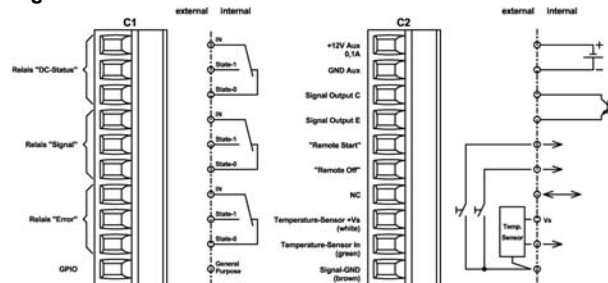 external internal
C1
Relais "DC-Status"
IN
State-1
State-0
Relais "Signal"
IN
State-1
State-0
Relais "Error"
IN
State-1
State-0
GPIO
General
Purpose
external internal
C2
+12V Aux
0,1A
+
GND Aux
−
Signal Output C
Signal Output E
"Remote Start"
"Remote Off"
NC
Temperature-Sensor +Vs
(white)
Vs
Temp.
Sensor
Temperature-Sensor In
(green)
Signal-GND
(brown)